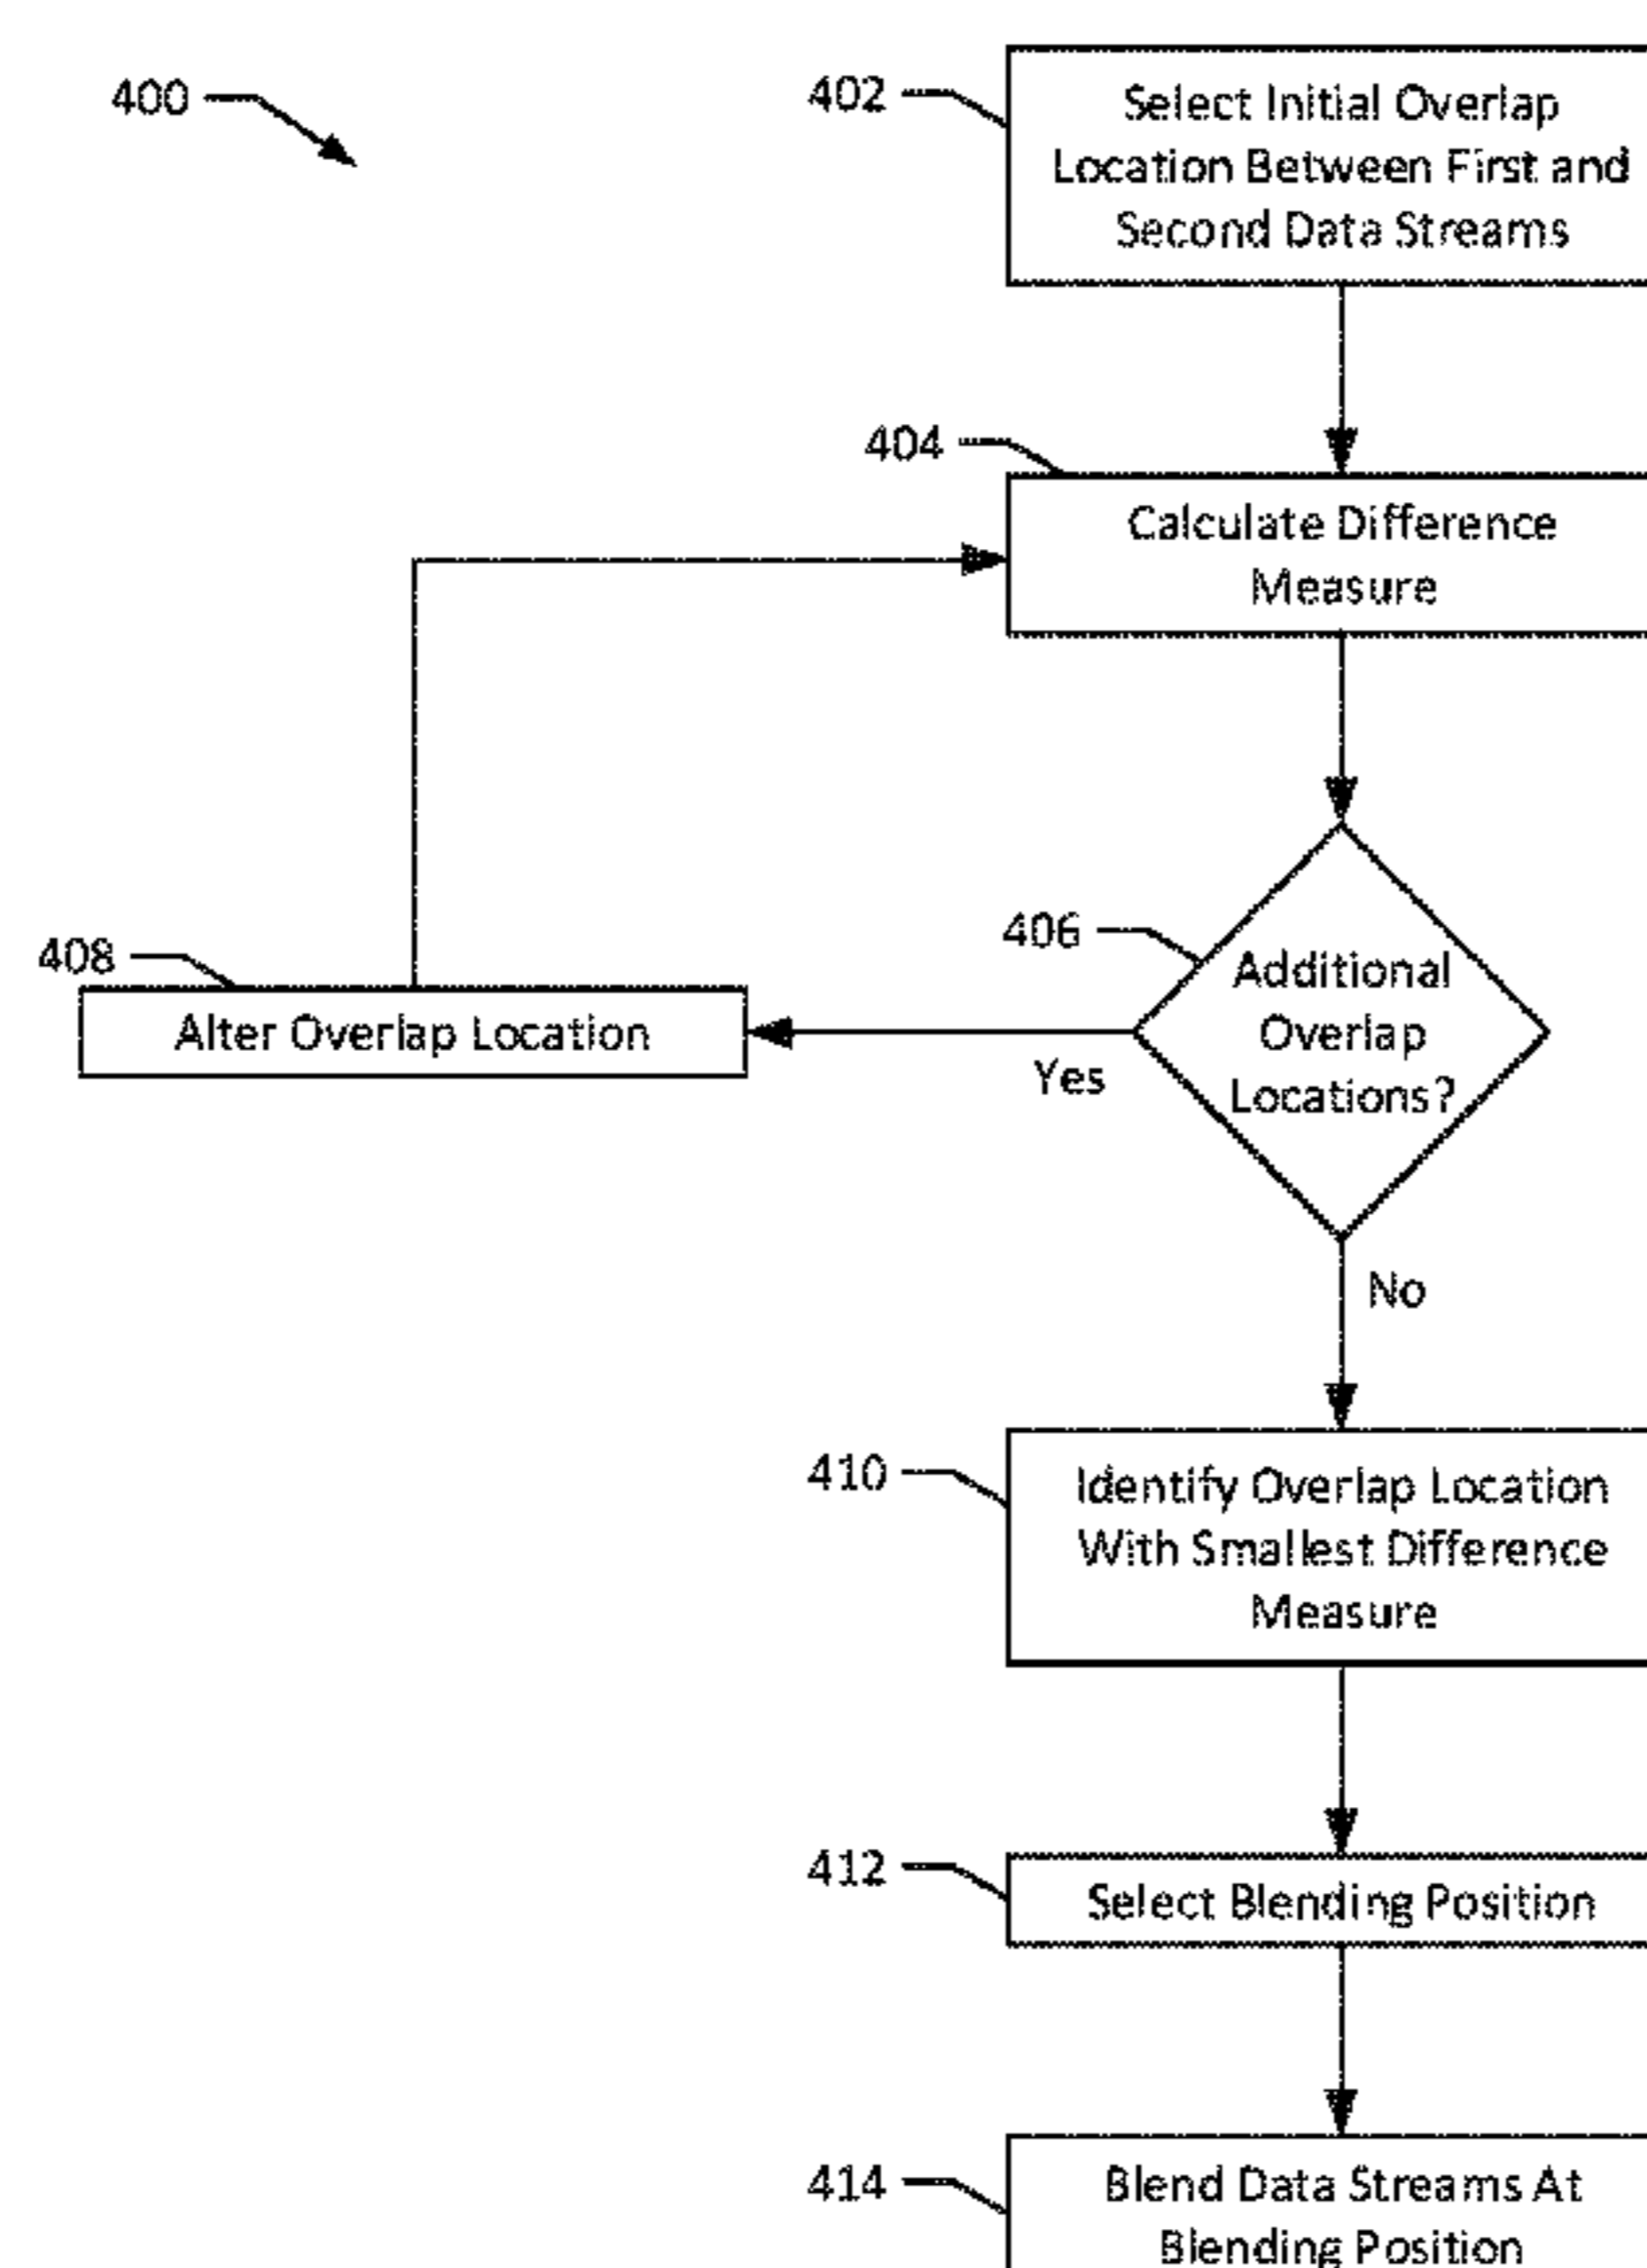 400
402
Select Initial Overlap
Location Between First and
Second Data Streams
404
Calculate Difference
Measure
406
Additional
Overlap
Locations?
408
Alter Overlap Location
Yes
No
410
Identify Overlap Location
With Smallest Difference
Measure
412
Select Blending Position
414
Blend Data Streams At
Blending Position